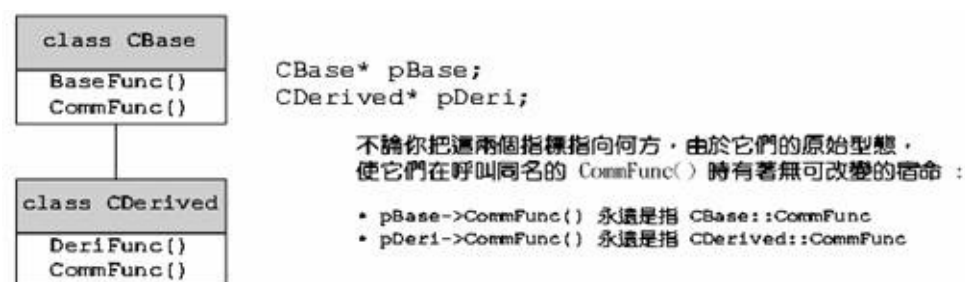 class CBase
BaseFunc()
CommFunc()
class CDerived
DeriFunc()
CommFunc()
CBase* pBase;
CDerived* pDeri;
不論你把這兩個指標指向何方，由於它們的原始型態，
使它們在呼叫同名的 CommFunc() 時有著無可改變的宿命：
• pBase->CommFunc() 永遠是指 CBase::CommFunc
• pDeri->CommFunc() 永遠是指 CDerived::CommFunc